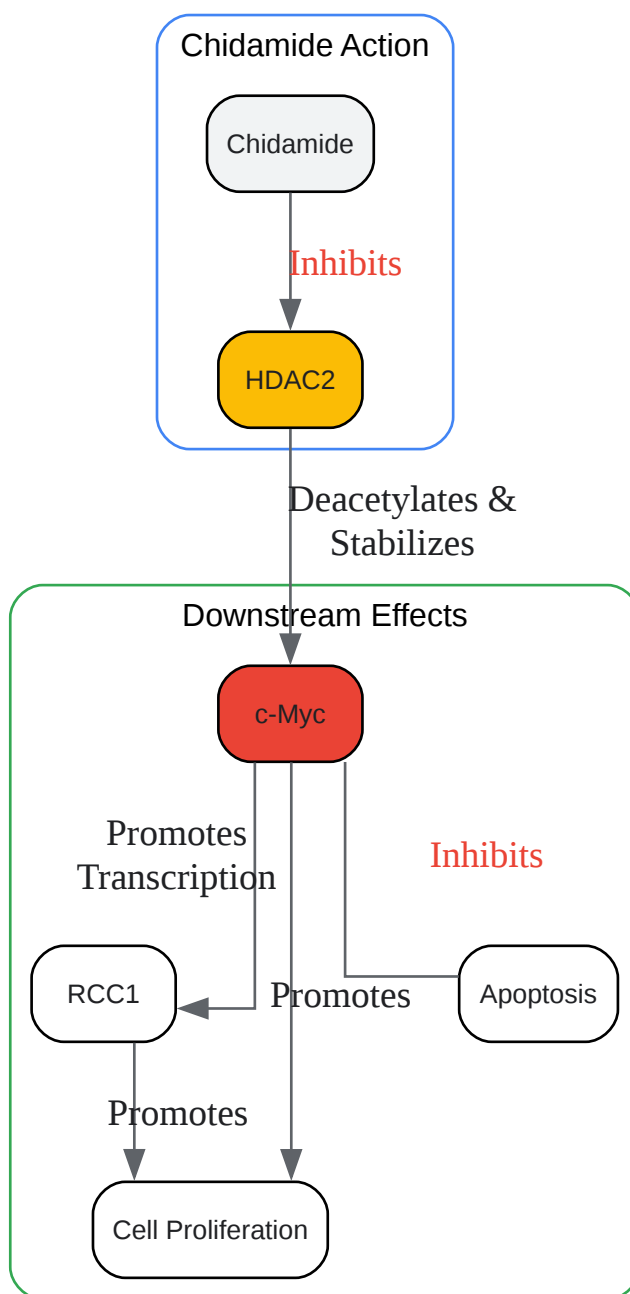 Chidamide Action
Chidamide
Inhibits
HDAC2
Deacetylates &
Stabilizes
Downstream Effects
c-Myc
Promotes
Transcription
Inhibits
RCC1
Promotes
Apoptosis
Promotes
Cell Proliferation